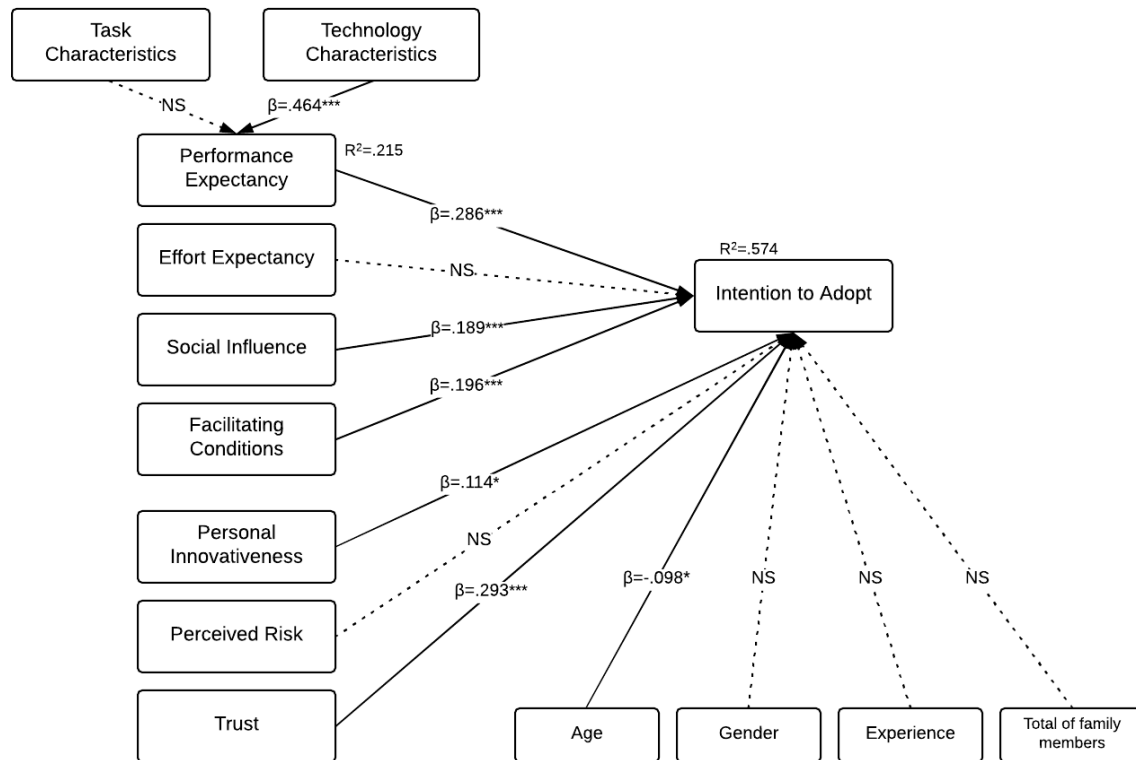 Task
Characteristics
Technology
Characteristics
NS
β=.464***
Performance
Expectancy
R²=.215
β=.286***
Effort Expectancy
NS
R²=.574
Intention to Adopt
Social Influence
β=.189***
Facilitating
Conditions
β=.196***
Personal
Innovativeness
β=.114*
NS
Perceived Risk
β=.293***
Trust
β=-.098*
NS
NS
NS
Age
Gender
Experience
Total of family
members